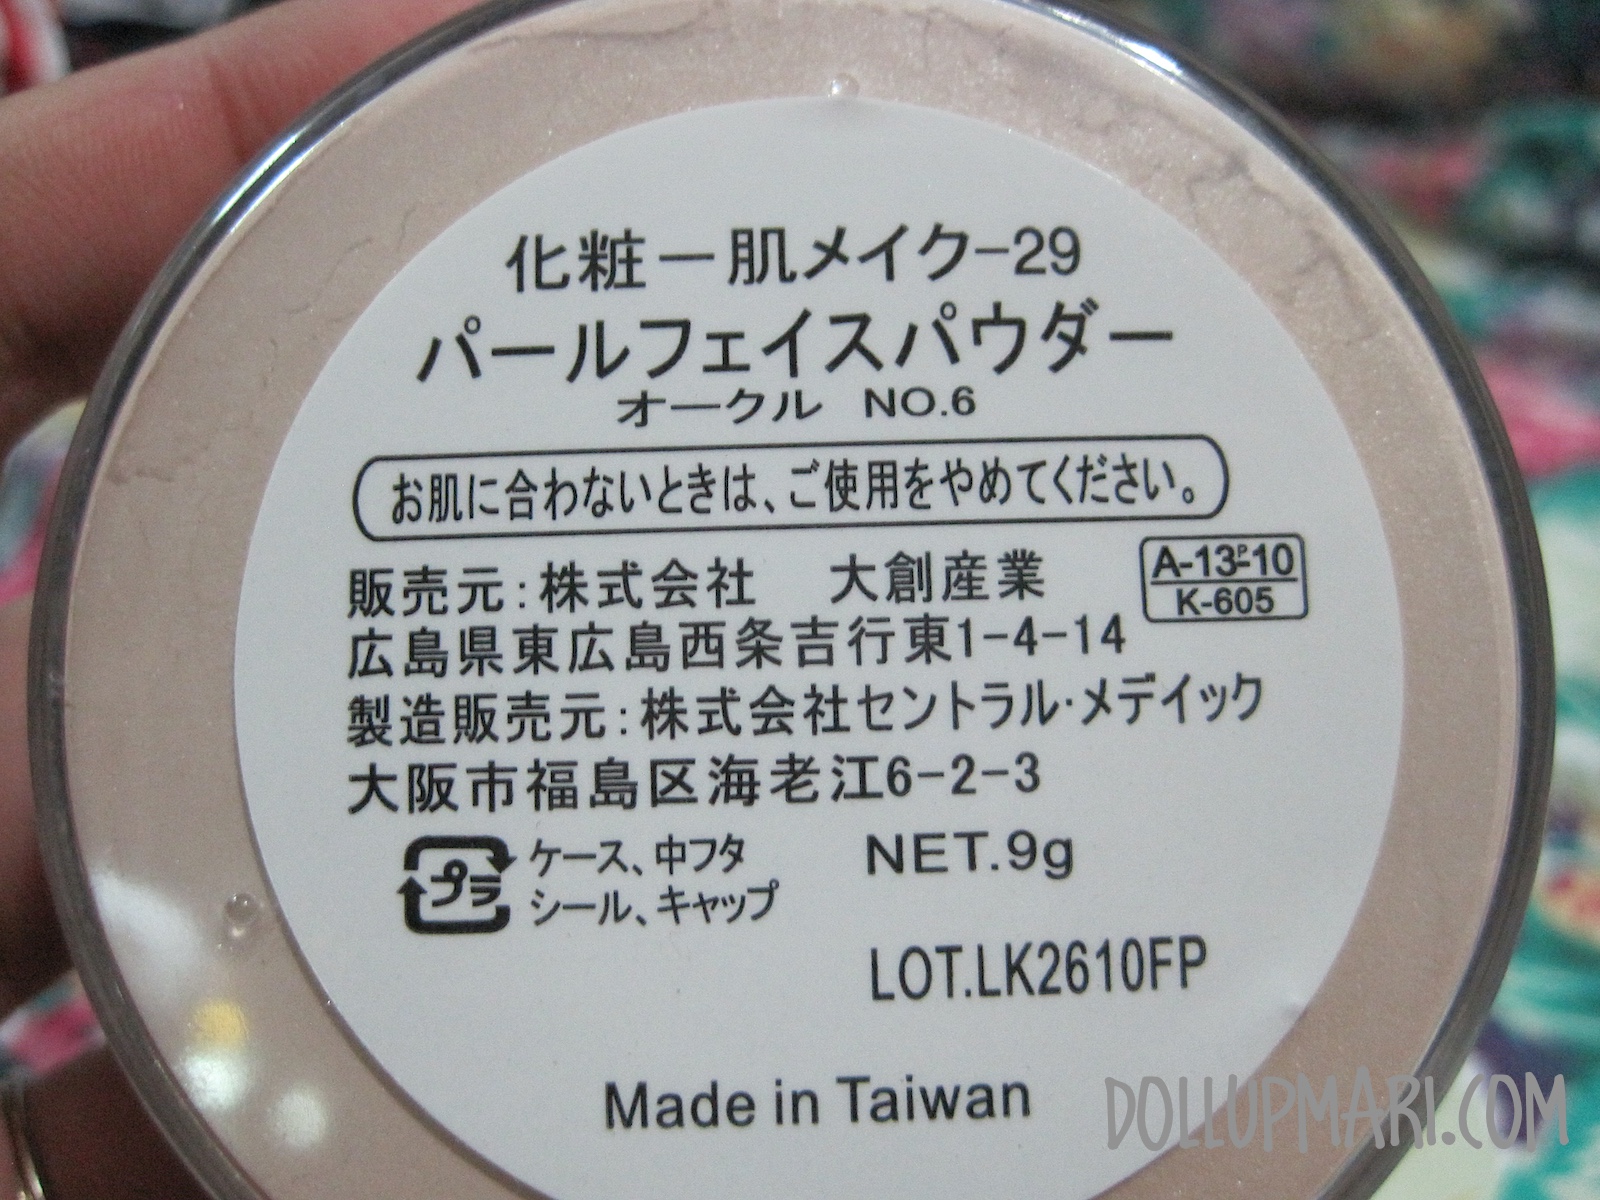 化粧ー肌メイク-29
パールフェイスパウダー
オークル NO.6
お肌に合わないときは、ご使用をやめてください。
販売元:株式会社 大創産業
A-13-P-10
K-605
広島県東広島西条吉行東1-4-14
製造販売元:株式会社セントラル・メデイック
大阪市福島区海老江6-2-3
プラ
ケース、中フタ
シール、キャップ
NET.9g
LOT.LK2610FP
Made in Taiwan
DOLLUPMARI.COM